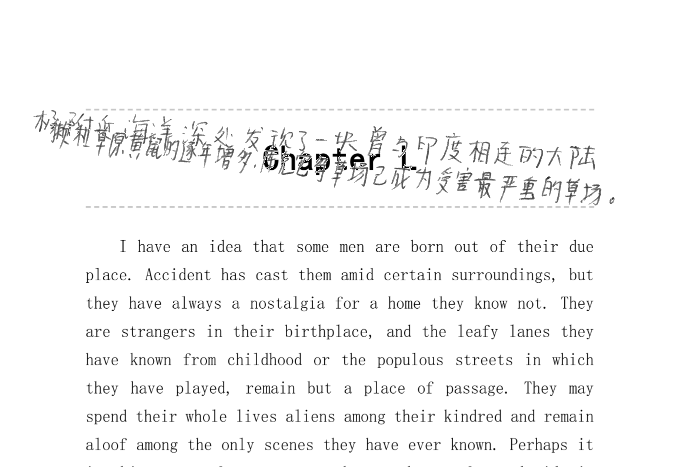 附近海洋深处发现了一块曾与印度相连的大陆
草原黄鼠的逐年增多,草场已成为受害最严重的草场。
Chapter 1
I have an idea that some men are born out of their due
place. Accident has cast them amid certain surroundings, but
they have always a nostalgia for a home they know not. They
are strangers in their birthplace, and the leafy lanes they
have known from childhood or the populous streets in which
they have played, remain but a place of passage. They may
spend their whole lives aliens among their kindred and remain
aloof among the only scenes they have ever known. Perhaps it